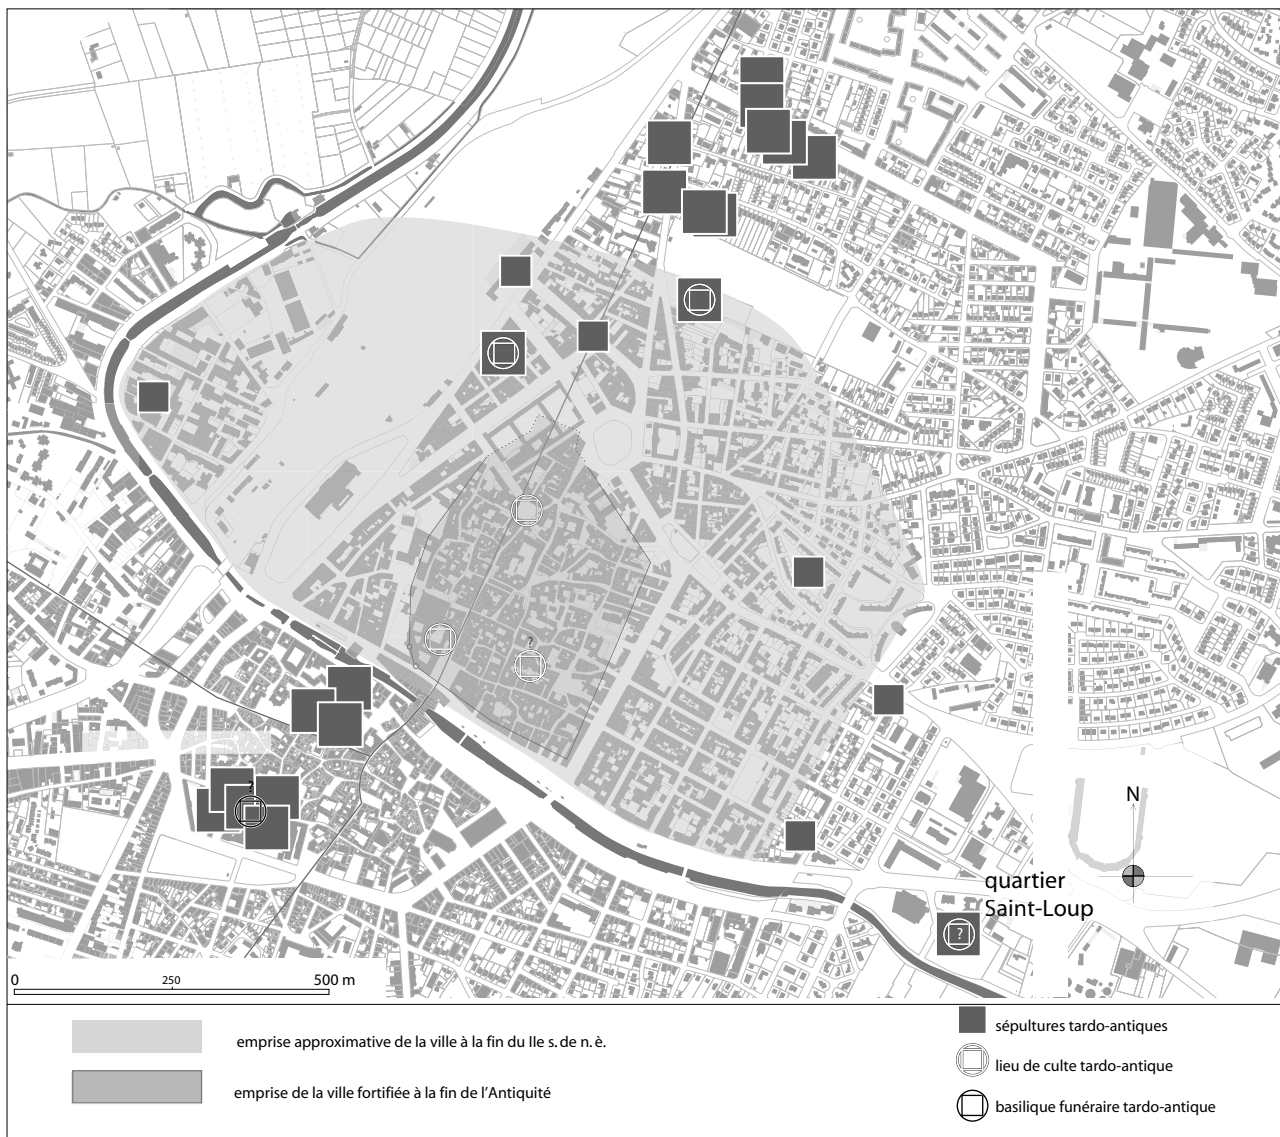 ?
?
N
quartier
Saint-Loup
?
0 250 500 m
emprise approximative de la ville à la fin du IIe s. de n. è.
emprise de la ville fortifiée à la fin de l'Antiquité
sépultures tardo-antiques
lieu de culte tardo-antique
basilique funéraire tardo-antique